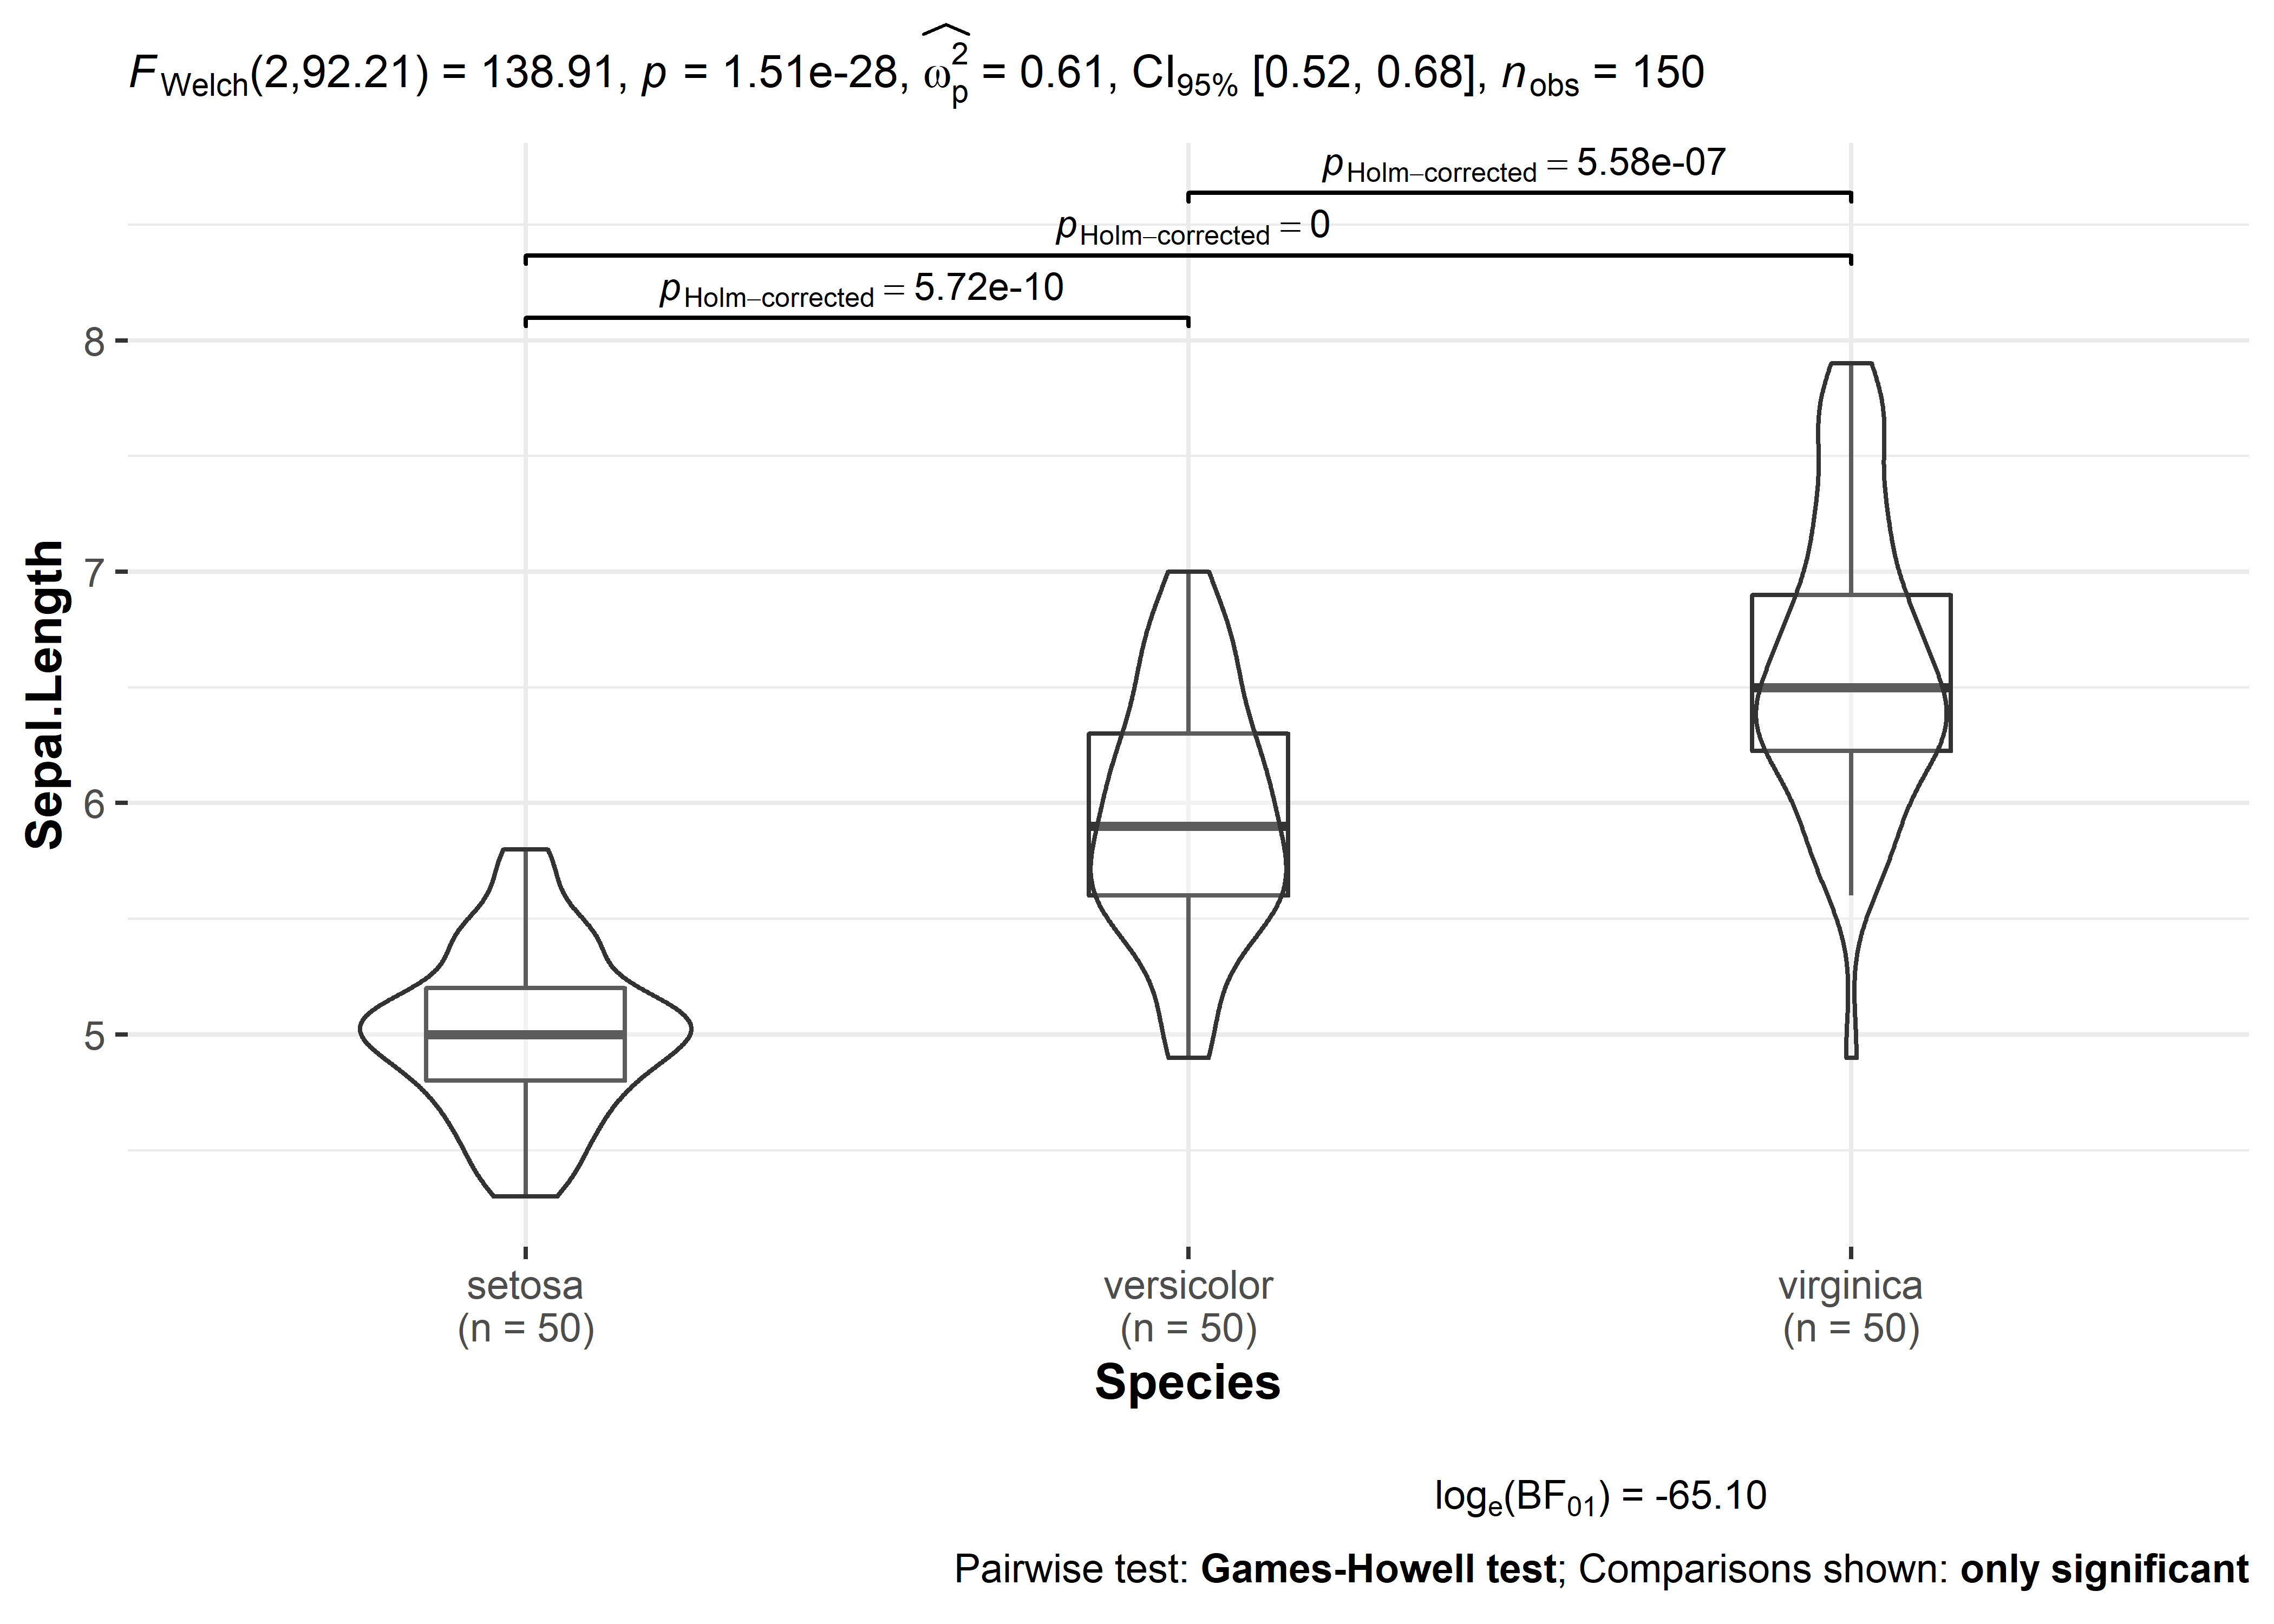 F Welch(2,92.21) = 138.91, p = 1.51e-28, ω̂²p = 0.61, CI95% [0.52, 0.68], nobs = 150
pHolm−corrected = 5.58e-07
pHolm−corrected = 0
pHolm−corrected = 5.72e-10
8
7
6
5
Sepal.Length
setosa
(n = 50)
versicolor
(n = 50)
virginica
(n = 50)
Species
loge(BF01) = -65.10
Pairwise test: Games-Howell test; Comparisons shown: only significant